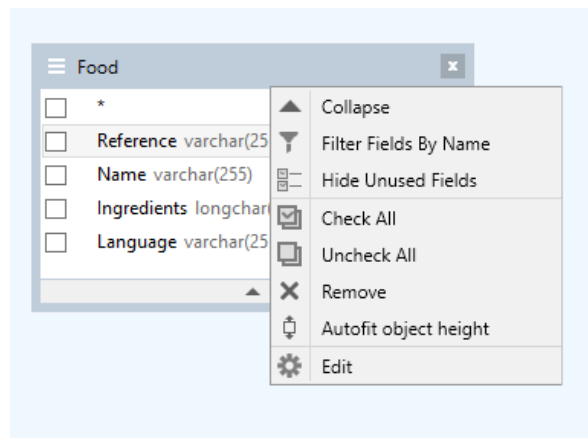 Food
*
Reference varchar(25
Name varchar(255)
Ingredients longchar(
Language varchar(25
Collapse
Filter Fields By Name
Hide Unused Fields
Check All
Uncheck All
Remove
Autofit object height
Edit